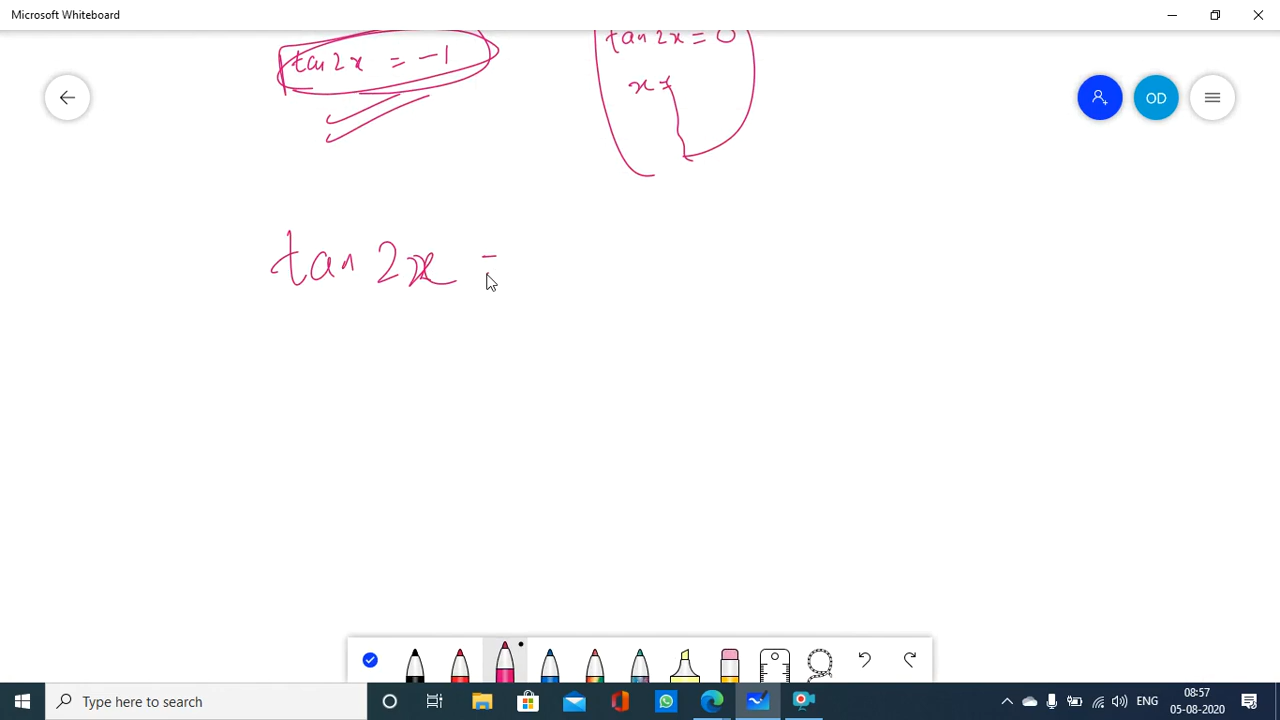 Microsoft Whiteboard
tan 2x = -1
tan 2x = 0
x
OD
tan 2x -
Type here to search
ENG
08:57
05-08-2020